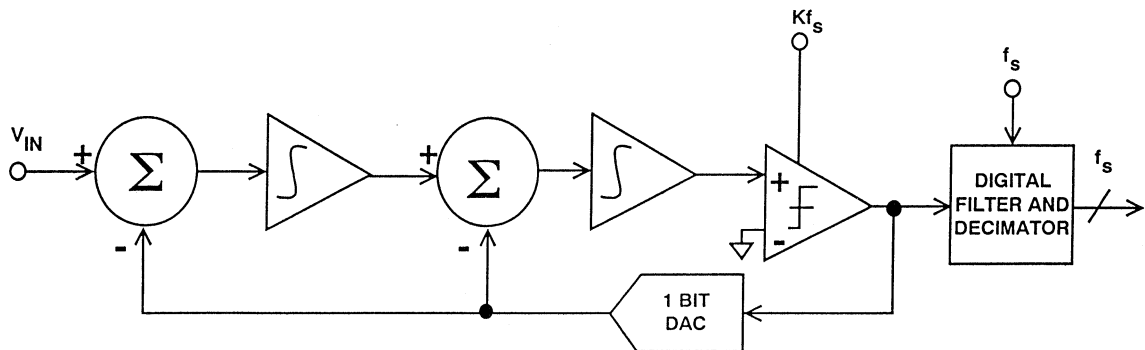 Kfs
fs
VIN
+
Σ
-
∫
+
Σ
-
∫
+
-
DIGITAL
FILTER AND
DECIMATOR
fs
1 BIT
DAC